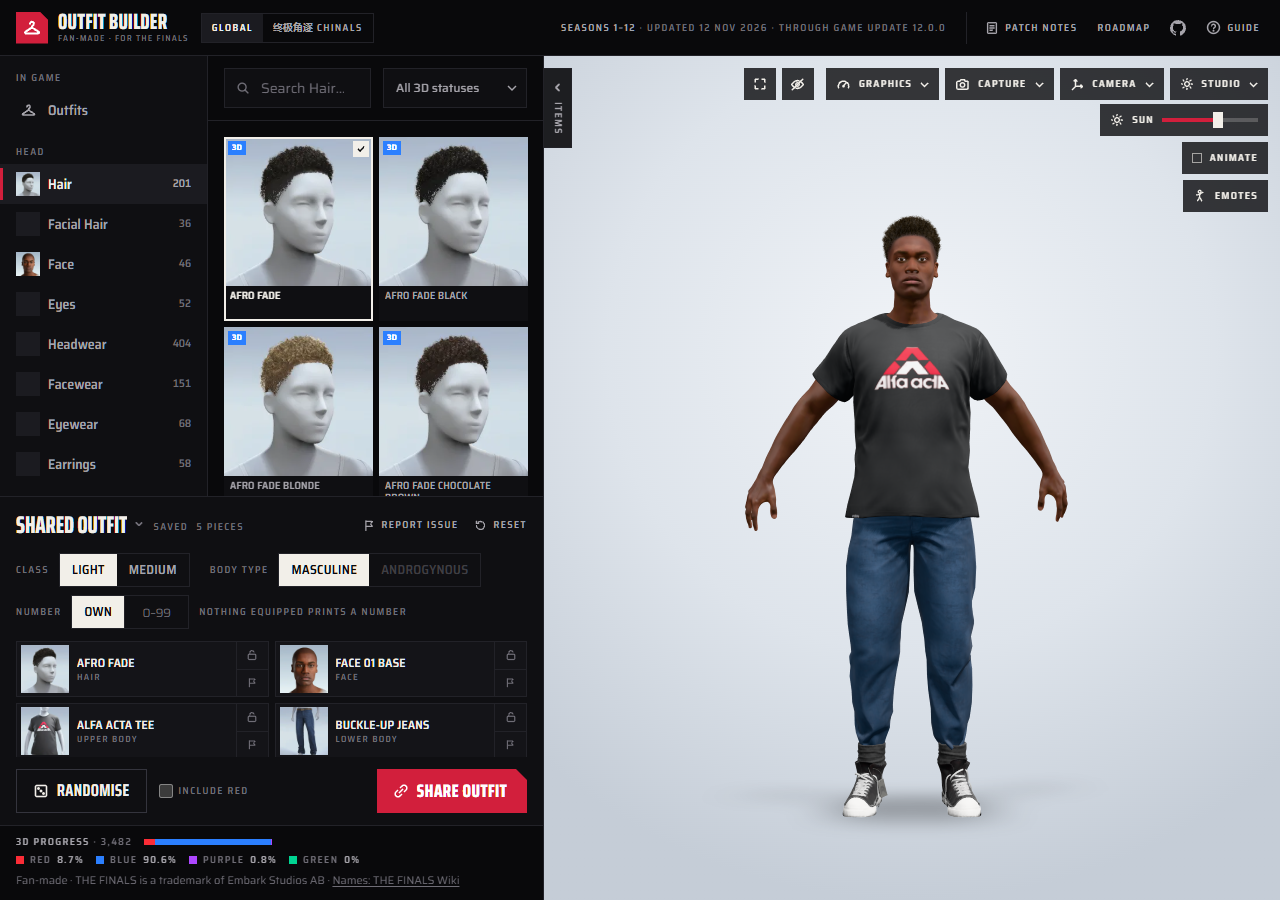 OUTFIT BUILDER
FAN-MADE · FOR THE FINALS
GLOBAL
终极角逐 CHINALS
SEASONS 1–12 · UPDATED 12 NOV 2026 · THROUGH GAME UPDATE 12.0.0
PATCH NOTES
ROADMAP
GUIDE
IN GAME
Outfits
HEAD
Hair 201
Facial Hair 36
Face 46
Eyes 52
Headwear 404
Facewear 151
Eyewear 68
Earrings 58
Search Hair...
All 3D statuses
3D
AFRO FADE
3D
AFRO FADE BLACK
3D
AFRO FADE BLONDE
3D
AFRO FADE CHOCOLATE
BROWN
ITEMS
GRAPHICS
CAPTURE
CAMERA
STUDIO
SUN
ANIMATE
EMOTES
Alfa actA
SHARED OUTFIT
SAVED 5 PIECES
REPORT ISSUE
RESET
CLASS
LIGHT
MEDIUM
BODY TYPE
MASCULINE
ANDROGYNOUS
NUMBER
OWN
0–99
NOTHING EQUIPPED PRINTS A NUMBER
AFRO FADE
HAIR
FACE 01 BASE
FACE
ALFA ACTA TEE
UPPER BODY
BUCKLE-UP JEANS
LOWER BODY
RANDOMISE
INCLUDE RED
SHARE OUTFIT
3D PROGRESS · 3,482
RED 8.7%
BLUE 90.6%
PURPLE 0.8%
GREEN 0%
Fan-made · THE FINALS is a trademark of Embark Studios AB · Names: THE FINALS Wiki